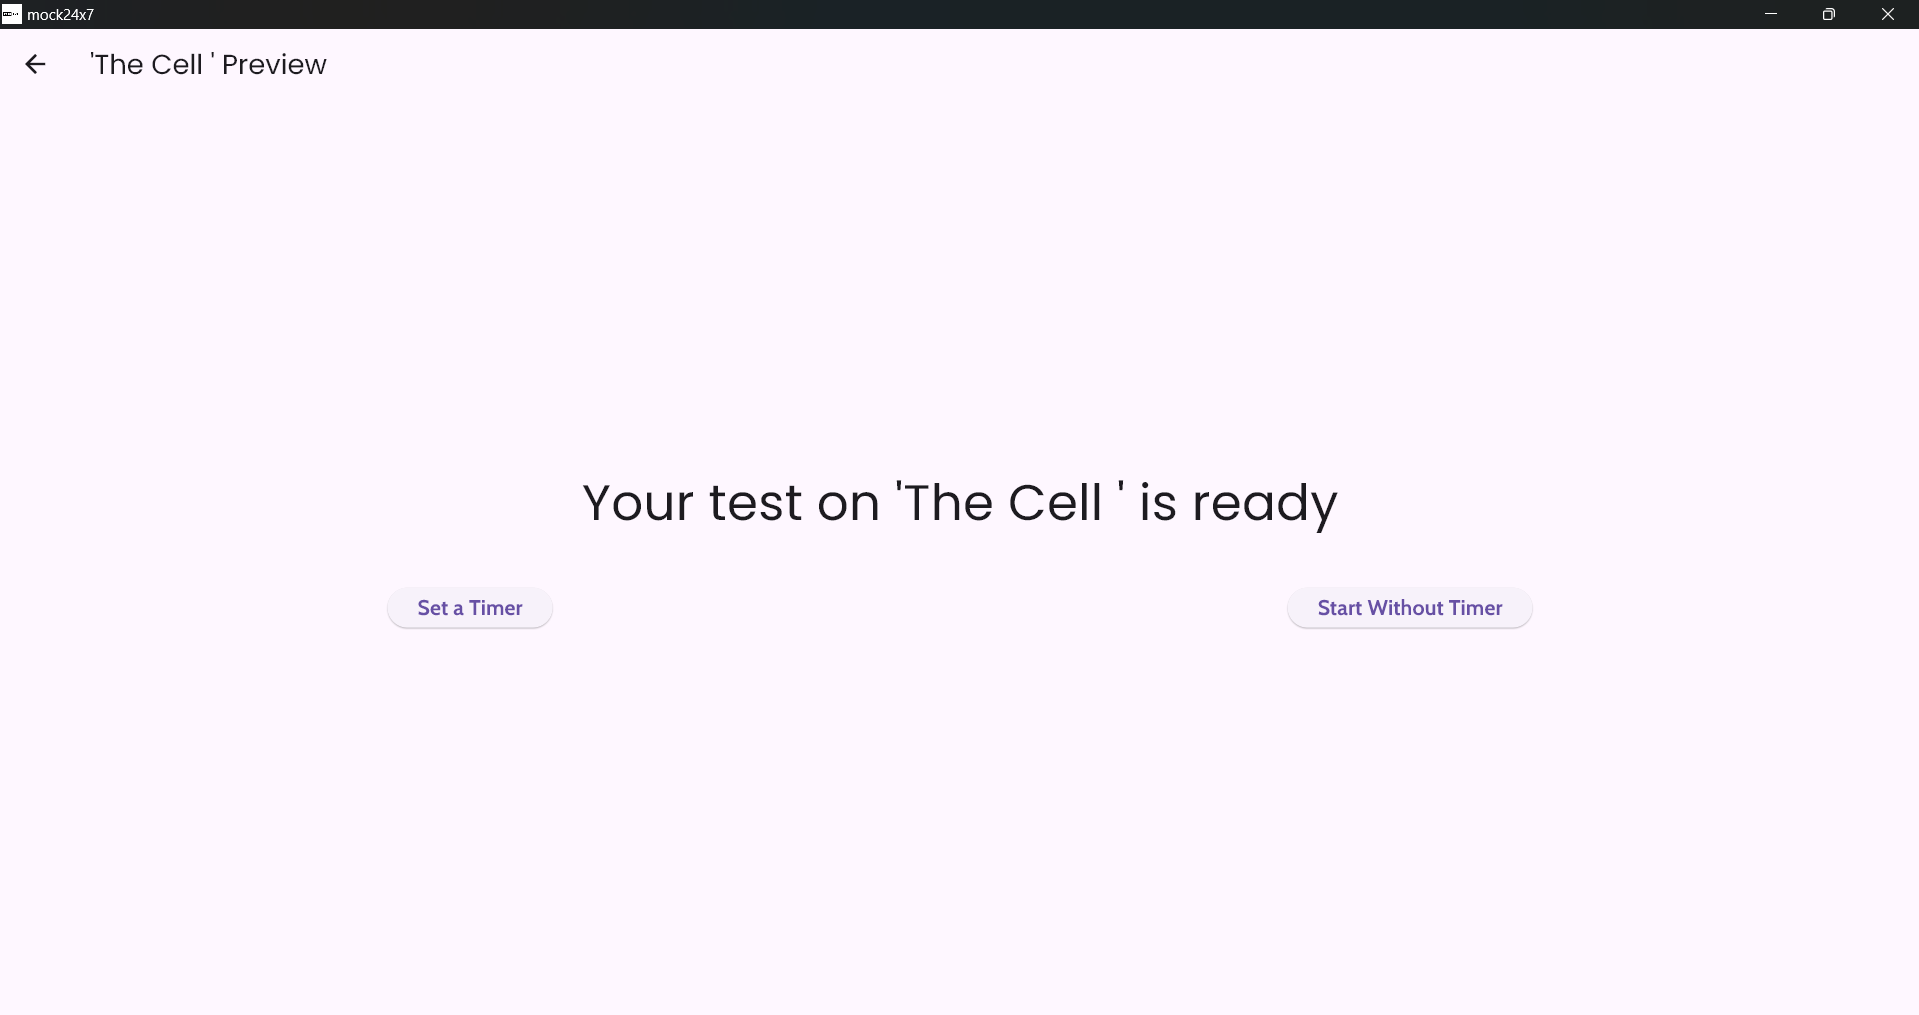 mock24x7
'The Cell ' Preview
Your test on 'The Cell ' is ready
Set a Timer
Start Without Timer